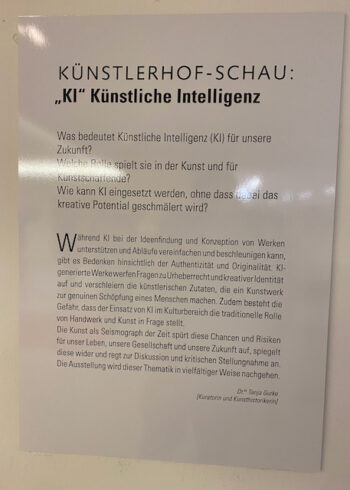 KÜNSTLERHOF-SCHAU:
„KI“ Künstliche Intelligenz
Was bedeutet Künstliche Intelligenz (KI) für unsere
Zukunft?
Welche Rolle spielt sie in der Kunst und für
Kunstschaffende?
Wie kann KI eingesetzt werden, ohne dass dabei das
kreative Potential geschmälert wird?
Während KI bei der Ideenfindung und Konzeption von Werken
unterstützen und Abläufe vereinfachen und beschleunigen kann,
gibt es Bedenken hinsichtlich der Authentizität und Originalität. KI-
generierte Werke werfen Fragen zu Urheberrecht und kreativer Identität
auf und verschleiern die künstlerischen Zutaten, die ein Kunstwerk
zur genuinen Schöpfung eines Menschen machen. Zudem besteht die
Gefahr, dass der Einsatz von KI im Kulturbereich die traditionelle Rolle
von Handwerk und Kunst in Frage stellt.
Die Kunst als Seismograph der Zeit spürt diese Chancen und Risiken
für unser Leben, unsere Gesellschaft und unsere Zukunft auf, spiegelt
diese wider und regt zur Diskussion und kritischen Stellungnahme an.
Die Ausstellung wird dieser Thematik in vielfältiger Weise nachgehen.
Dr.ⁱⁿ Tanja Gurke
[Kuratorin und Kunsthistorikerin]